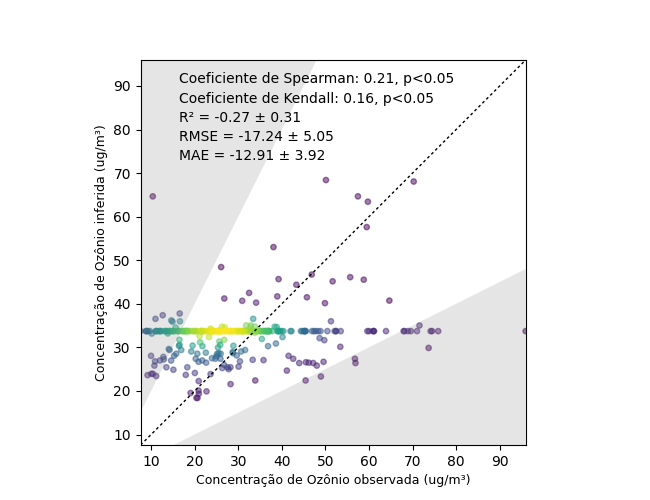 Coeficiente de Spearman: 0.21, p<0.05
Coeficiente de Kendall: 0.16, p<0.05
R² = -0.27 ± 0.31
RMSE = -17.24 ± 5.05
MAE = -12.91 ± 3.92
Concentração de Ozônio inferida (ug/m³)
90
80
70
60
50
40
30
20
10
10 20 30 40 50 60 70 80 90
Concentração de Ozônio observada (ug/m³)